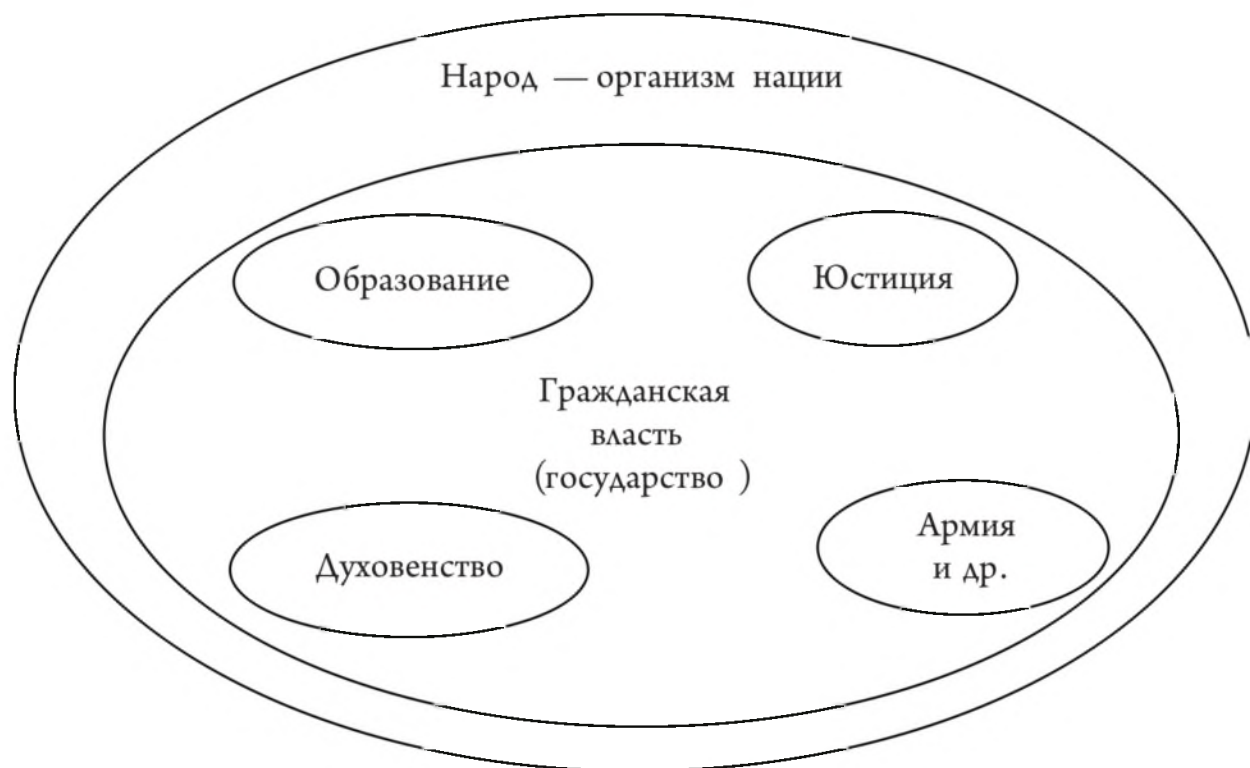 Народ — организм нации
Образование
Юстиция
Гражданская
власть
(государство )
Духовенство
Армия
и др.